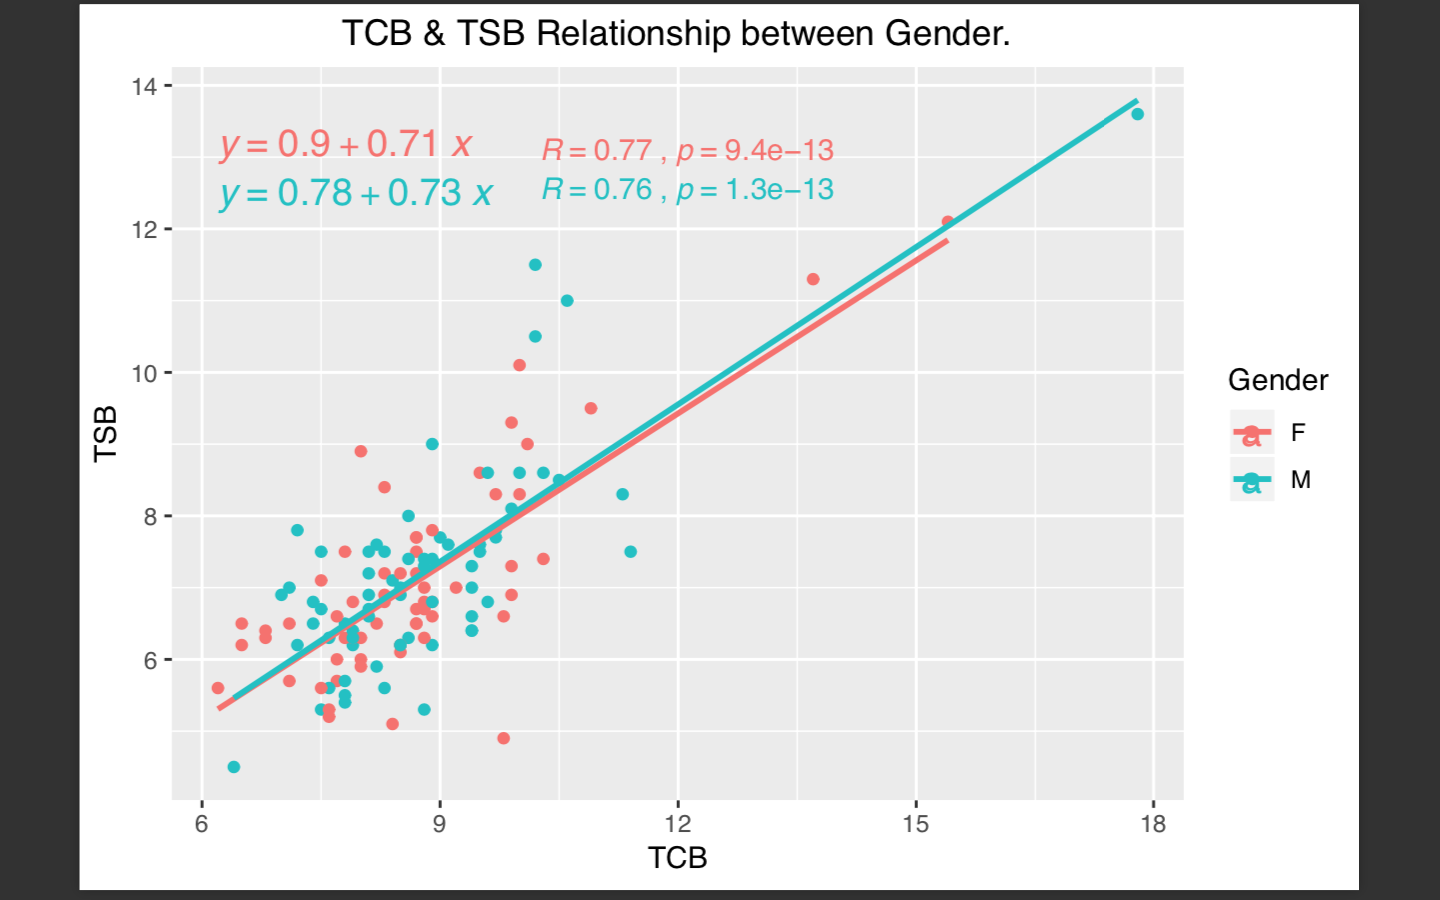 TCB & TSB Relationship between Gender.
14
12
10
8
6
y = 0.9 + 0.71 x
R = 0.77 , p = 9.4e−13
y = 0.78 + 0.73 x
R = 0.76 , p = 1.3e−13
TSB
6
9
12
15
18
TCB
Gender
a F
a M